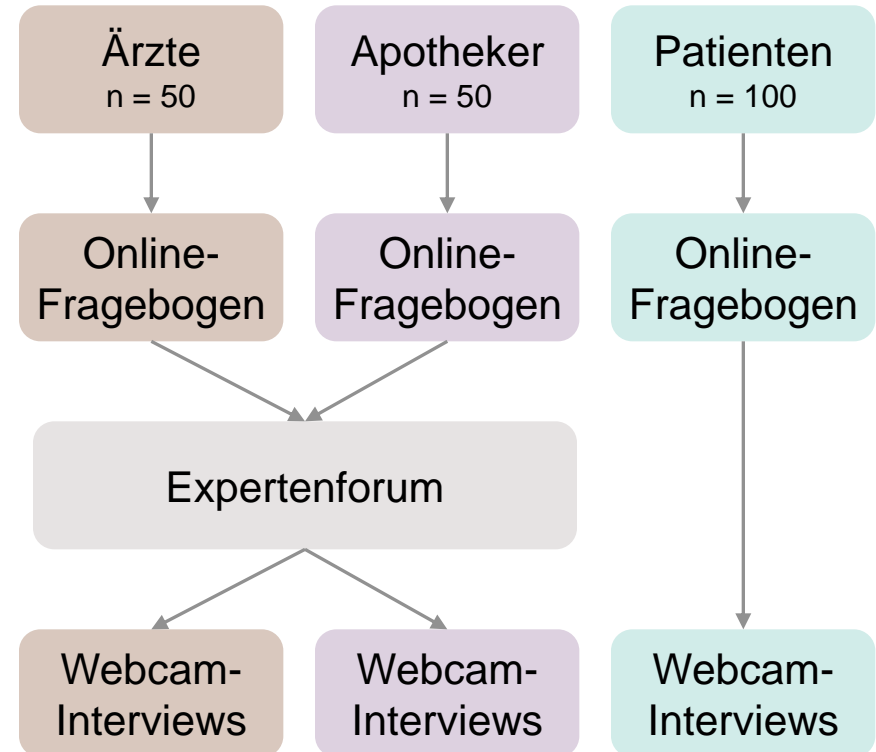 Ärzte
n = 50
Apotheker
n = 50
Patienten
n = 100
Online-
Fragebogen
Online-
Fragebogen
Online-
Fragebogen
Expertenforum
Webcam-
Interviews
Webcam-
Interviews
Webcam-
Interviews